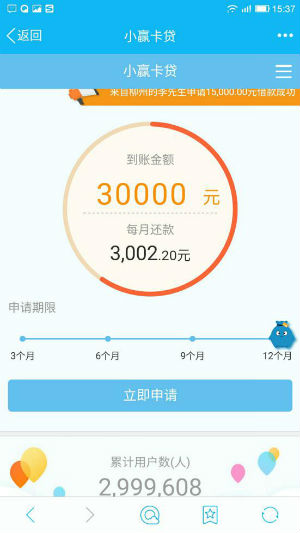 15:37
返回
小赢卡贷
小赢卡贷
来自柳州的李先生申请15,000.00元借款成功
到账金额
30000 元
每月还款
3,002.20元
申请期限
3个月 6个月 9个月 12个月
立即申请
累计用户数(人)
2,999,608